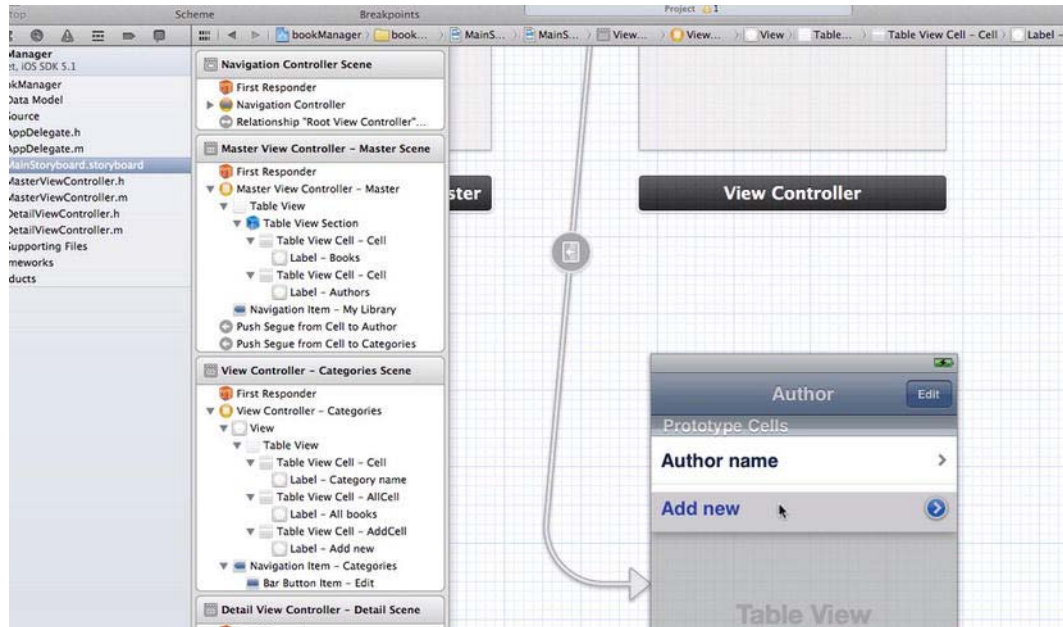 Scheme
Breakpoints
Project 1
bookManager
book...
MainS...
MainS...
View...
View...
View
Table...
Table View Cell – Cell
Label –
Manager
iOS SDK 5.1
okManager
Data Model
AppDelegate.h
AppDelegate.m
MainStoryboard.storyboard
MasterViewController.h
MasterViewController.m
DetailViewController.h
DetailViewController.m
Supporting Files
meworks
ducts
Navigation Controller Scene
First Responder
Navigation Controller
Relationship "Root View Controller"...
Master View Controller – Master Scene
First Responder
Master View Controller – Master
Table View
Table View Section
Table View Cell – Cell
Label – Books
Table View Cell – Cell
Label – Authors
Navigation Item – My Library
Push Segue from Cell to Author
Push Segue from Cell to Categories
View Controller – Categories Scene
First Responder
View Controller – Categories
View
Table View
Table View Cell – Cell
Label – Category name
Table View Cell – AllCell
Label – All books
Table View Cell – AddCell
Label – Add new
Navigation Item – Categories
Bar Button Item – Edit
Detail View Controller – Detail Scene
ster
View Controller
Author
Edit
Prototype Cells
Author name
Add new
Table View